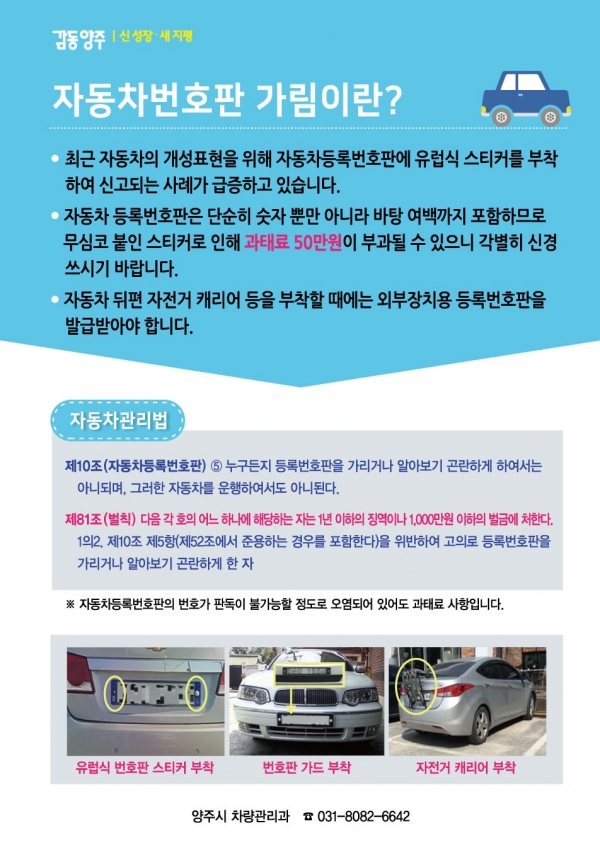 감동양주 | 신 성장·새 지평
자동차번호판 가림이란?
• 최근 자동차의 개성표현을 위해 자동차등록번호판에 유럽식 스티커를 부착
하여 신고되는 사례가 급증하고 있습니다.
• 자동차 등록번호판은 단순히 숫자 뿐만 아니라 바탕 여백까지 포함하므로
무심코 붙인 스티커로 인해 과태료 50만원이 부과될 수 있으니 각별히 신경
쓰시기 바랍니다.
• 자동차 뒤편 자전거 캐리어 등을 부착할 때에는 외부장치용 등록번호판을
발급받아야 합니다.
자동차관리법
제10조(자동차등록번호판) ⑤ 누구든지 등록번호판을 가리거나 알아보기 곤란하게 하여서는
아니되며, 그러한 자동차를 운행하여서도 아니된다.
제81조(벌칙) 다음 각 호의 어느 하나에 해당하는 자는 1년 이하의 징역이나 1,000만원 이하의 벌금에 처한다.
1의2. 제10조 제5항(제52조에서 준용하는 경우를 포함한다)을 위반하여 고의로 등록번호판을
가리거나 알아보기 곤란하게 한 자
※ 자동차등록번호판의 번호가 판독이 불가능할 정도로 오염되어 있어도 과태료 사항입니다.
유럽식 번호판 스티커 부착
번호판 가드 부착
자전거 캐리어 부착
양주시 차량관리과 ☎ 031-8082-6642